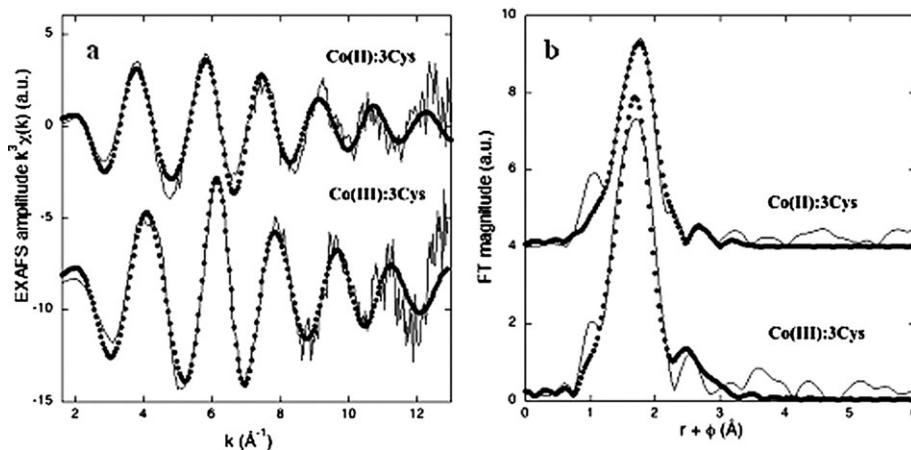 a
Co(II):3Cys
Co(III):3Cys
EXAFS amplitude k³χ(k) (a.u.)
5
0
-5
-10
-15
4
6
8
10
12
k (Å⁻¹)
b
Co(II):3Cys
Co(III):3Cys
FT magnitude (a.u.)
10
8
6
4
2
0
0
1
2
3
4
5
6
r + ϕ (Å)